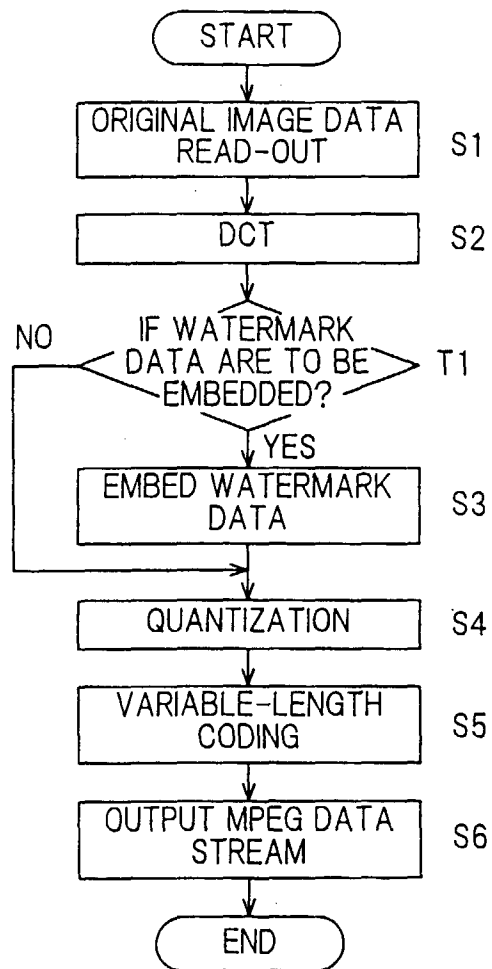 START
ORIGINAL IMAGE DATA
READ-OUT
S1
DCT
S2
NO
IF WATERMARK
DATA ARE TO BE
EMBEDDED?
T1
YES
EMBED WATERMARK
DATA
S3
QUANTIZATION
S4
VARIABLE-LENGTH
CODING
S5
OUTPUT MPEG DATA
STREAM
S6
END